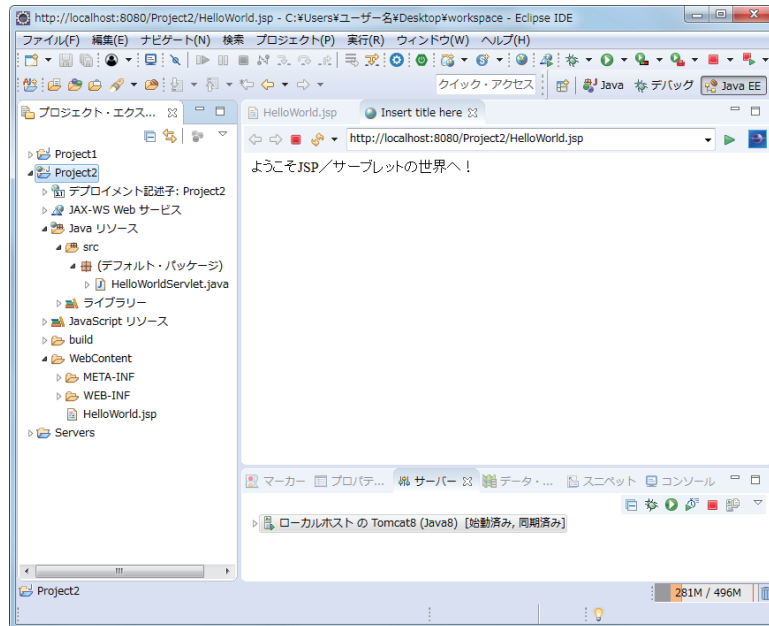 http://localhost:8080/Project2/HelloWorld.jsp - C:¥Users¥ユーザー名¥Desktop¥workspace - Eclipse IDE
ファイル(F) 編集(E) ナビゲート(N) 検索 プロジェクト(P) 実行(R) ウィンドウ(W) ヘルプ(H)
クイック・アクセス Java デバッグ Java EE
プロジェクト・エクス...
HelloWorld.jsp Insert title here
http://localhost:8080/Project2/HelloWorld.jsp
ようこそJSP／サーブレットの世界へ！
Project1
Project2
デプロイメント記述子: Project2
JAX-WS Web サービス
Java リソース
src
(デフォルト・パッケージ)
HelloWorldServlet.java
ライブラリー
JavaScript リソース
build
WebContent
META-INF
WEB-INF
HelloWorld.jsp
Servers
マーカー プロパテ... サーバー データ・... スニペット コンソール
ローカルホスト の Tomcat8 (Java8) [始動済み, 同期済み]
Project2
281M / 496M